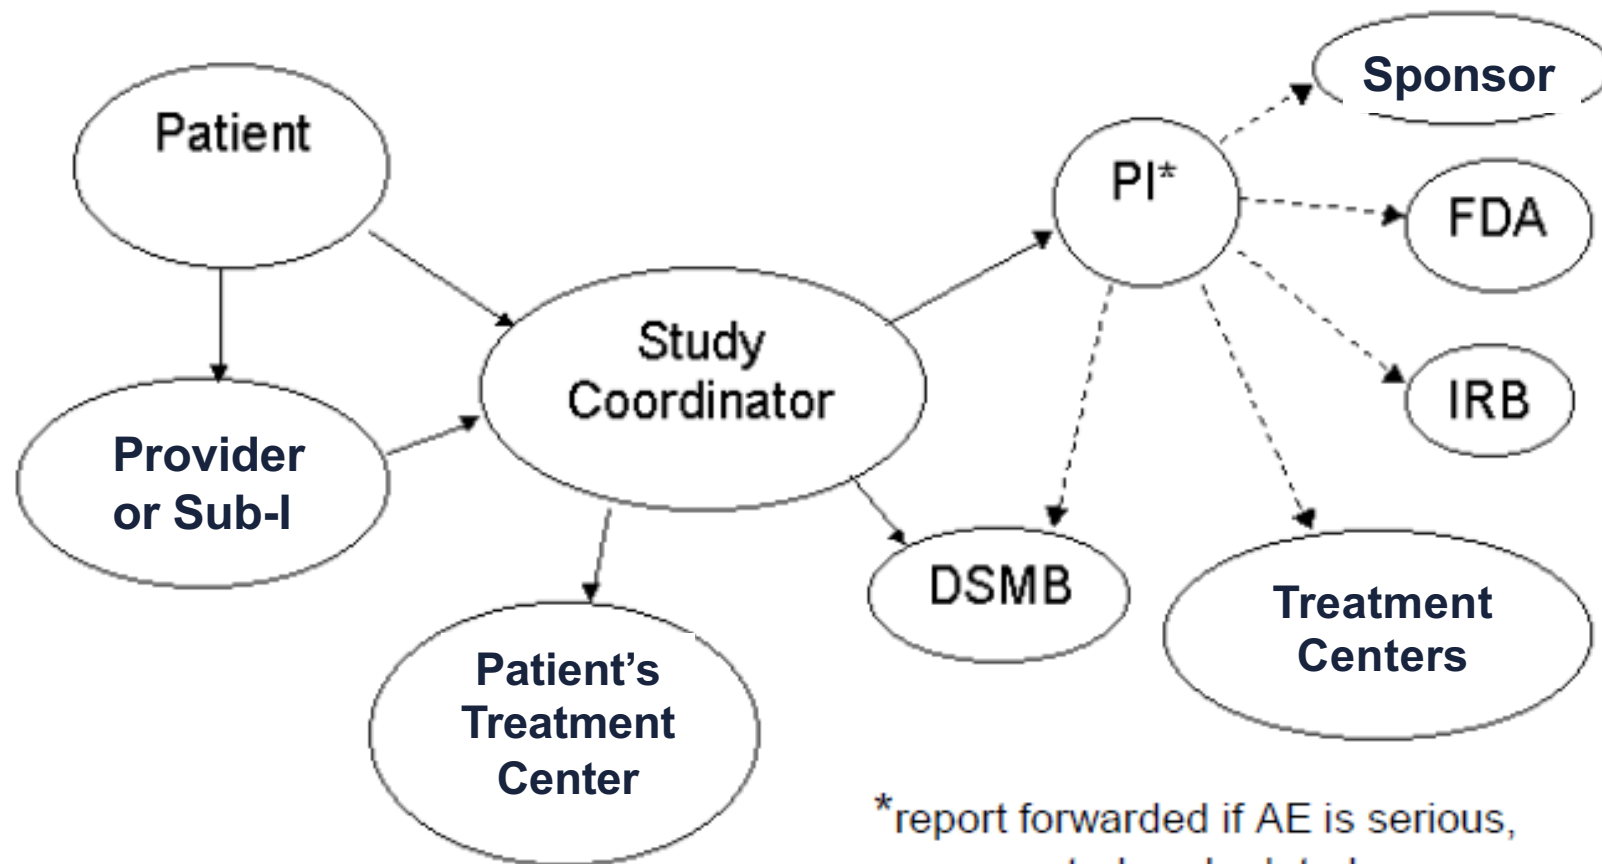 Patient
Provider
or Sub-I
Study
Coordinator
Patient’s
Treatment
Center
PI*
DSMB
Sponsor
FDA
IRB
Treatment
Centers
*report forwarded if AE is serious,